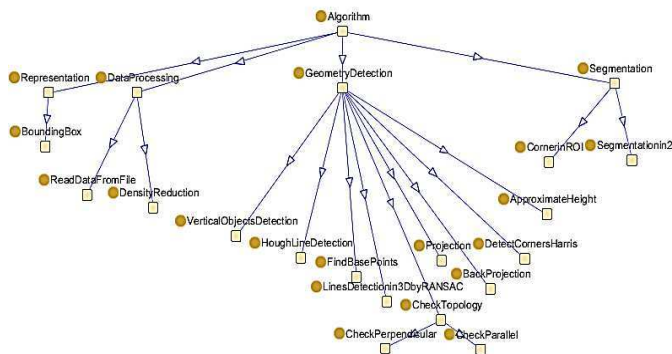 Algorithm
Representation
DataProcessing
GeometryDetection
Segmentation
BoundingBox
CornerinROI
SegmentationIn2
ReadDataFromFile
DensityReduction
ApproximateHeight
VerticalObjectsDetection
HoughLineDetection
Projection
DetectCornersHarris
FindBasePoints
BackProjection
LinesDetectionin3DbyRANSAC
CheckTopology
CheckPerpendicular
CheckParallel